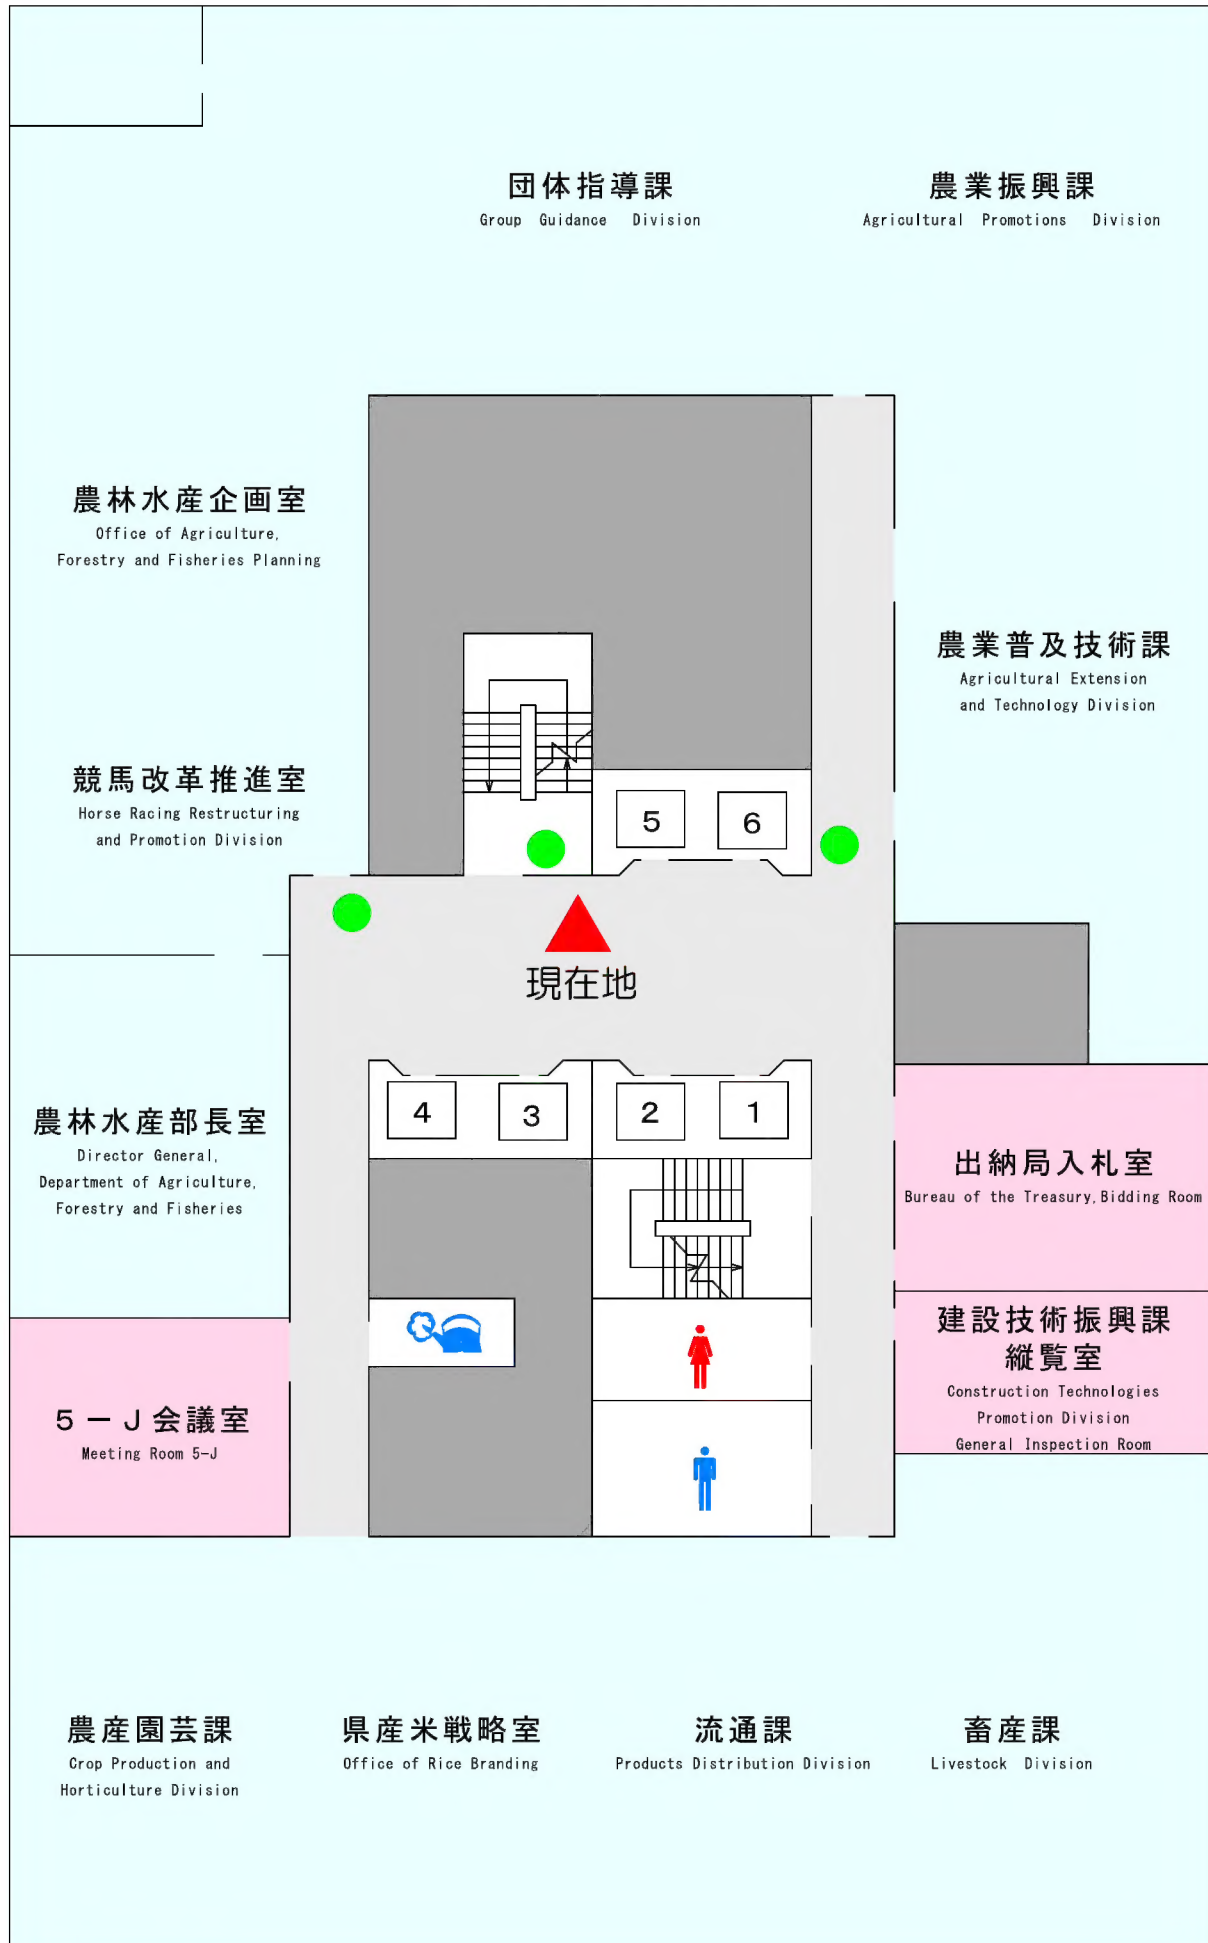 団体指導課
Group Guidance Division
農業振興課
Agricultural Promotions Division
農林水産企画室
Office of Agriculture,
Forestry and Fisheries Planning
農業普及技術課
Agricultural Extension
and Technology Division
競馬改革推進室
Horse Racing Restructuring
and Promotion Division
5
6
現在地
4
3
2
1
農林水産部長室
Director General,
Department of Agriculture,
Forestry and Fisheries
出納局入札室
Bureau of the Treasury, Bidding Room
建設技術振興課
縦覧室
Construction Technologies
Promotion Division
General Inspection Room
5-J会議室
Meeting Room 5-J
農産園芸課
Crop Production and
Horticulture Division
県産米戦略室
Office of Rice Branding
流通課
Products Distribution Division
畜産課
Livestock Division